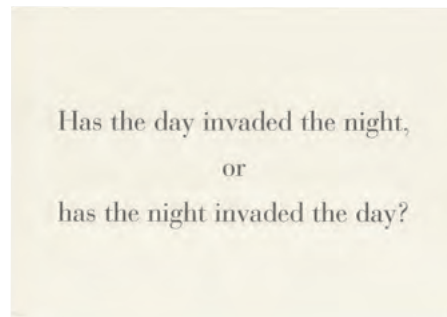 Has the day invaded the night,
or
has the night invaded the day?